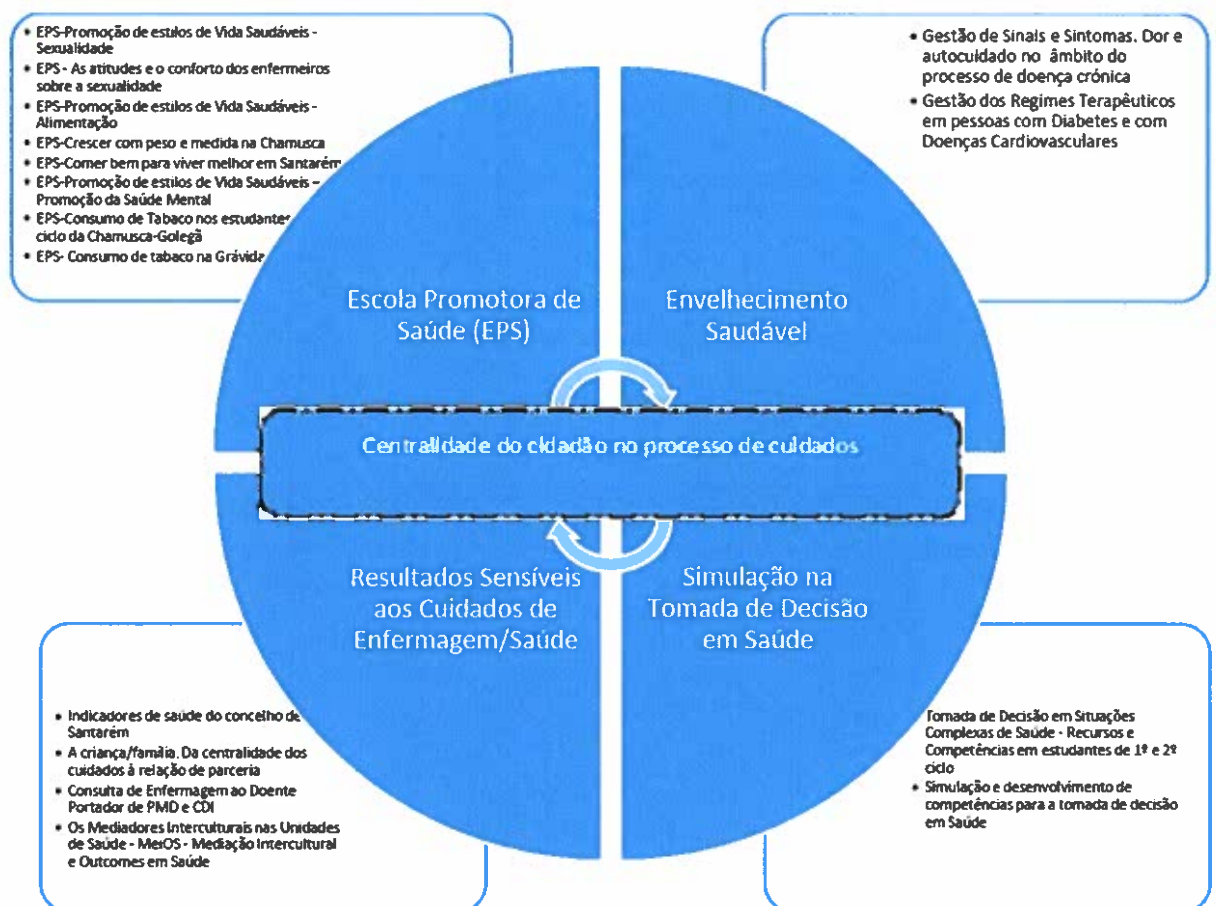 • EPS-Promoção de estilos de Vida Saudáveis -
Sexualidade
• EPS - As atitudes e o conforto dos enfermeiros
sobre a sexualidade
• EPS-Promoção de estilos de Vida Saudáveis -
Alimentação
• EPS-Crescer com peso e medida na Chamusca
• EPS-Comer bem para viver melhor em Santarém
• EPS-Promoção de estilos de Vida Saudáveis –
Promoção da Saúde Mental
• EPS-Consumo de Tabaco nos estudantes
ciclo da Chamusca-Golegã
• EPS- Consumo de tabaco na Grávida
• Gestão de Sinais e Sintomas. Dor e
autocuidado no âmbito do
processo de doença crónica
• Gestão dos Regimes Terapêuticos
em pessoas com Diabetes e com
Doenças Cardiovasculares
Escola Promotora de
Saúde (EPS)
Envelhecimento
Saudável
Centralidade do cidadão no processo de cuidados
Resultados Sensíveis
aos Cuidados de
Enfermagem/Saúde
Simulação na
Tomada de Decisão
em Saúde
• Indicadores de saúde do concelho de
Santarém
• A criança/família. Da centralidade dos
cuidados à relação de parceria
• Consulta de Enfermagem ao Doente
Portador de PMD e CDI
• Os Mediadores Interculturais nas Unidades
de Saúde - MeiOS - Mediação Intercultural
e Outcomes em Saúde
Tomada de Decisão em Situações
Complexas de Saúde - Recursos e
Competências em estudantes de 1º e 2º
ciclo
• Simulação e desenvolvimento de
competências para a tomada de decisão
em Saúde